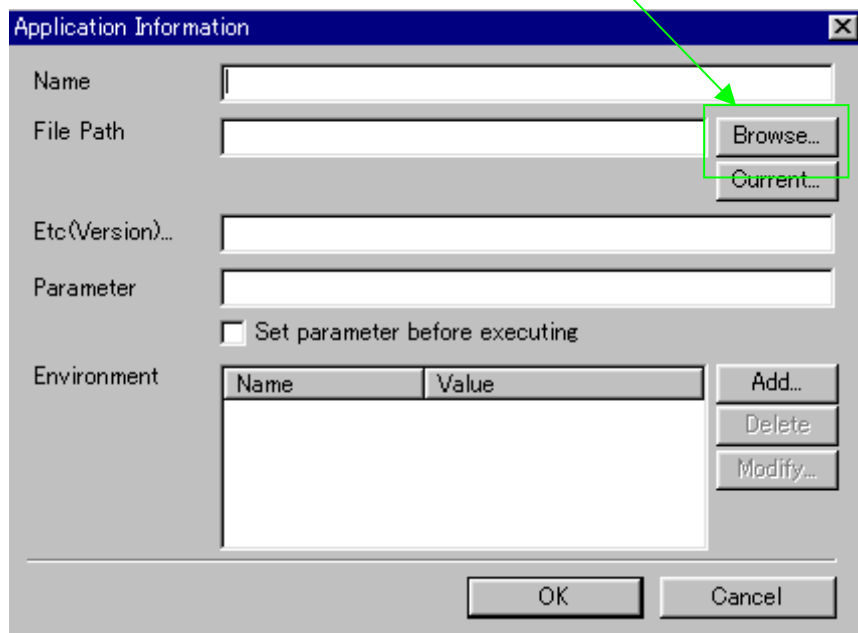 Application Information
Name
File Path
Browse...
Current...
Etc(Version)...
Parameter
Set parameter before executing
Environment
Name Value
Add...
Delete
Modify...
OK
Cancel